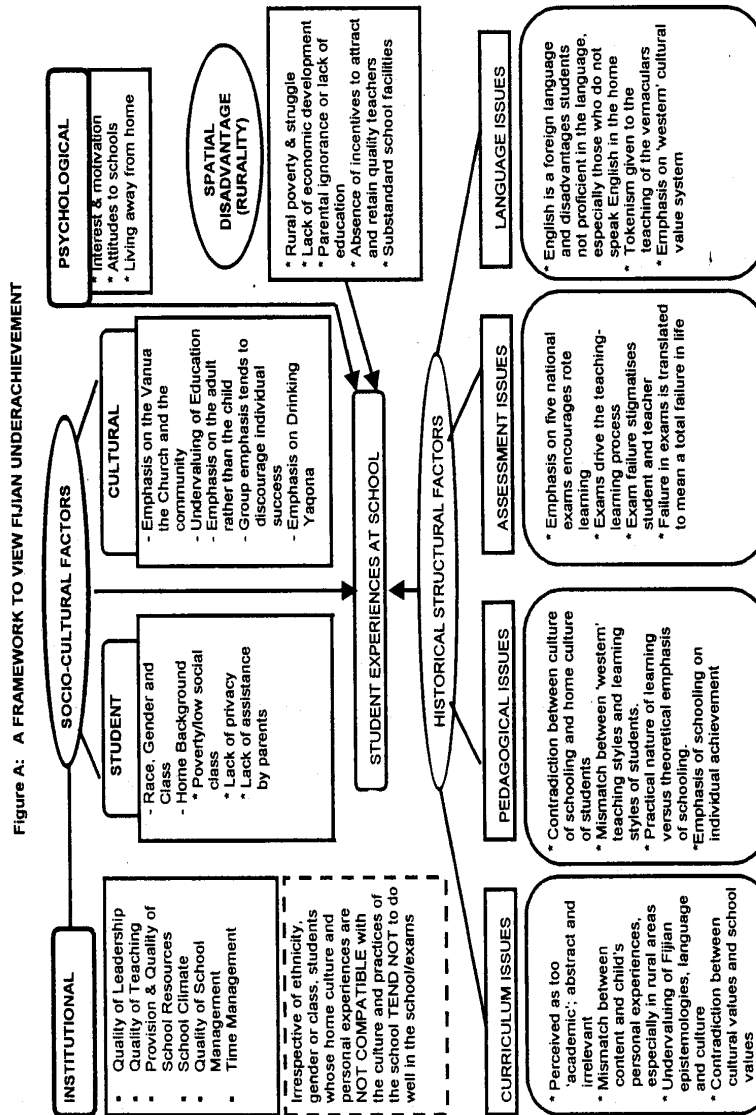 Figure A: A FRAMEWORK TO VIEW FIJIAN UNDERACHIEVEMENT
SOCIO-CULTURAL FACTORS
INSTITUTIONAL
• Quality of Leadership
• Quality of Teaching
• Provision & Quality of
School Resources
• School Climate
• Quality of School
Management
• Time Management
STUDENT
- Race, Gender and
Class
- Home Background
* Poverty/low social
class
* Lack of privacy
* Lack of assistance
by parents
CULTURAL
- Emphasis on the Vanua
the Church and the
community
- Undervaluing of Education
- Emphasis on the adult
rather than the child
- Group emphasis tends to
discourage individual
success
- Emphasis on Drinking
Yaqona
PSYCHOLOGICAL
* Interest & motivation
* Attitudes to schools
* Living away from home
SPATIAL
DISADVANTAGE
(RURALITY)
* Rural poverty & struggle
* Lack of economic development
* Parental ignorance or lack of
education
* Absence of incentives to attract
and retain quality teachers
* Substandard school facilities
Irrespective of ethnicity,
gender or class, students
whose home culture and
personal experiences are
NOT COMPATIBLE with
the culture and practices of
the school TEND NOT to do
well in the school/exams
STUDENT EXPERIENCES AT SCHOOL
HISTORICAL STRUCTURAL FACTORS
CURRICULUM ISSUES
* Perceived as too
'academic'; abstract and
irrelevant
* Mismatch between
content and child's
personal experiences,
especially in rural areas
* Undervaluing of Fijian
epistemologies, language
and culture
* Contradiction between
cultural values and school
values
PEDAGOGICAL ISSUES
* Contradiction between culture
of schooling and home culture
of students
* Mismatch between 'western'
teaching styles and learning
styles of students.
* Practical nature of learning
versus theoretical emphasis
of schooling.
*Emphasis of schooling on
individual achievement
ASSESSMENT ISSUES
* Emphasis on five national
exams encourages rote
learning
* Exams drive the teaching-
learning process
* Exam failure stigmatises
student and teacher
* Failure in exams is translated
to mean a total failure in life
LANGUAGE ISSUES
* English is a foreign language
and disadvantages students
not proficient in the language,
especially those who do not
speak English in the home
* Tokenism given to the
teaching of the vernaculars
* Emphasis on 'western' cultural
value system